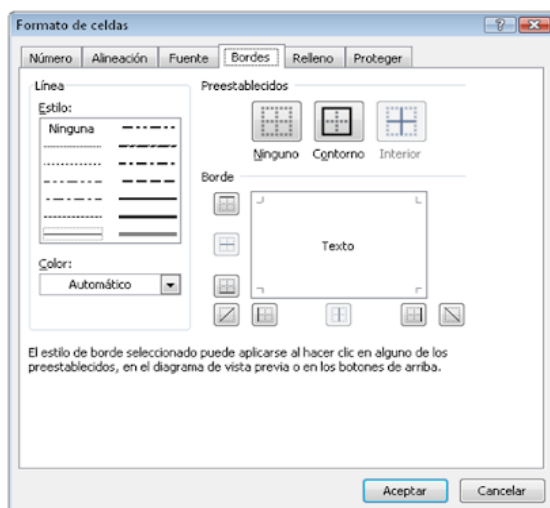 Formato de celdas
Número Alineación Fuente Bordes Relleno Proteger
Línea
Estilo:
Ninguna
Color:
Automático
Preestablecidos
Ninguno Contorno Interior
Borde
Texto
El estilo de borde seleccionado puede aplicarse al hacer clic en alguno de los
preestablecidos, en el diagrama de vista previa o en los botones de arriba.
Aceptar Cancelar